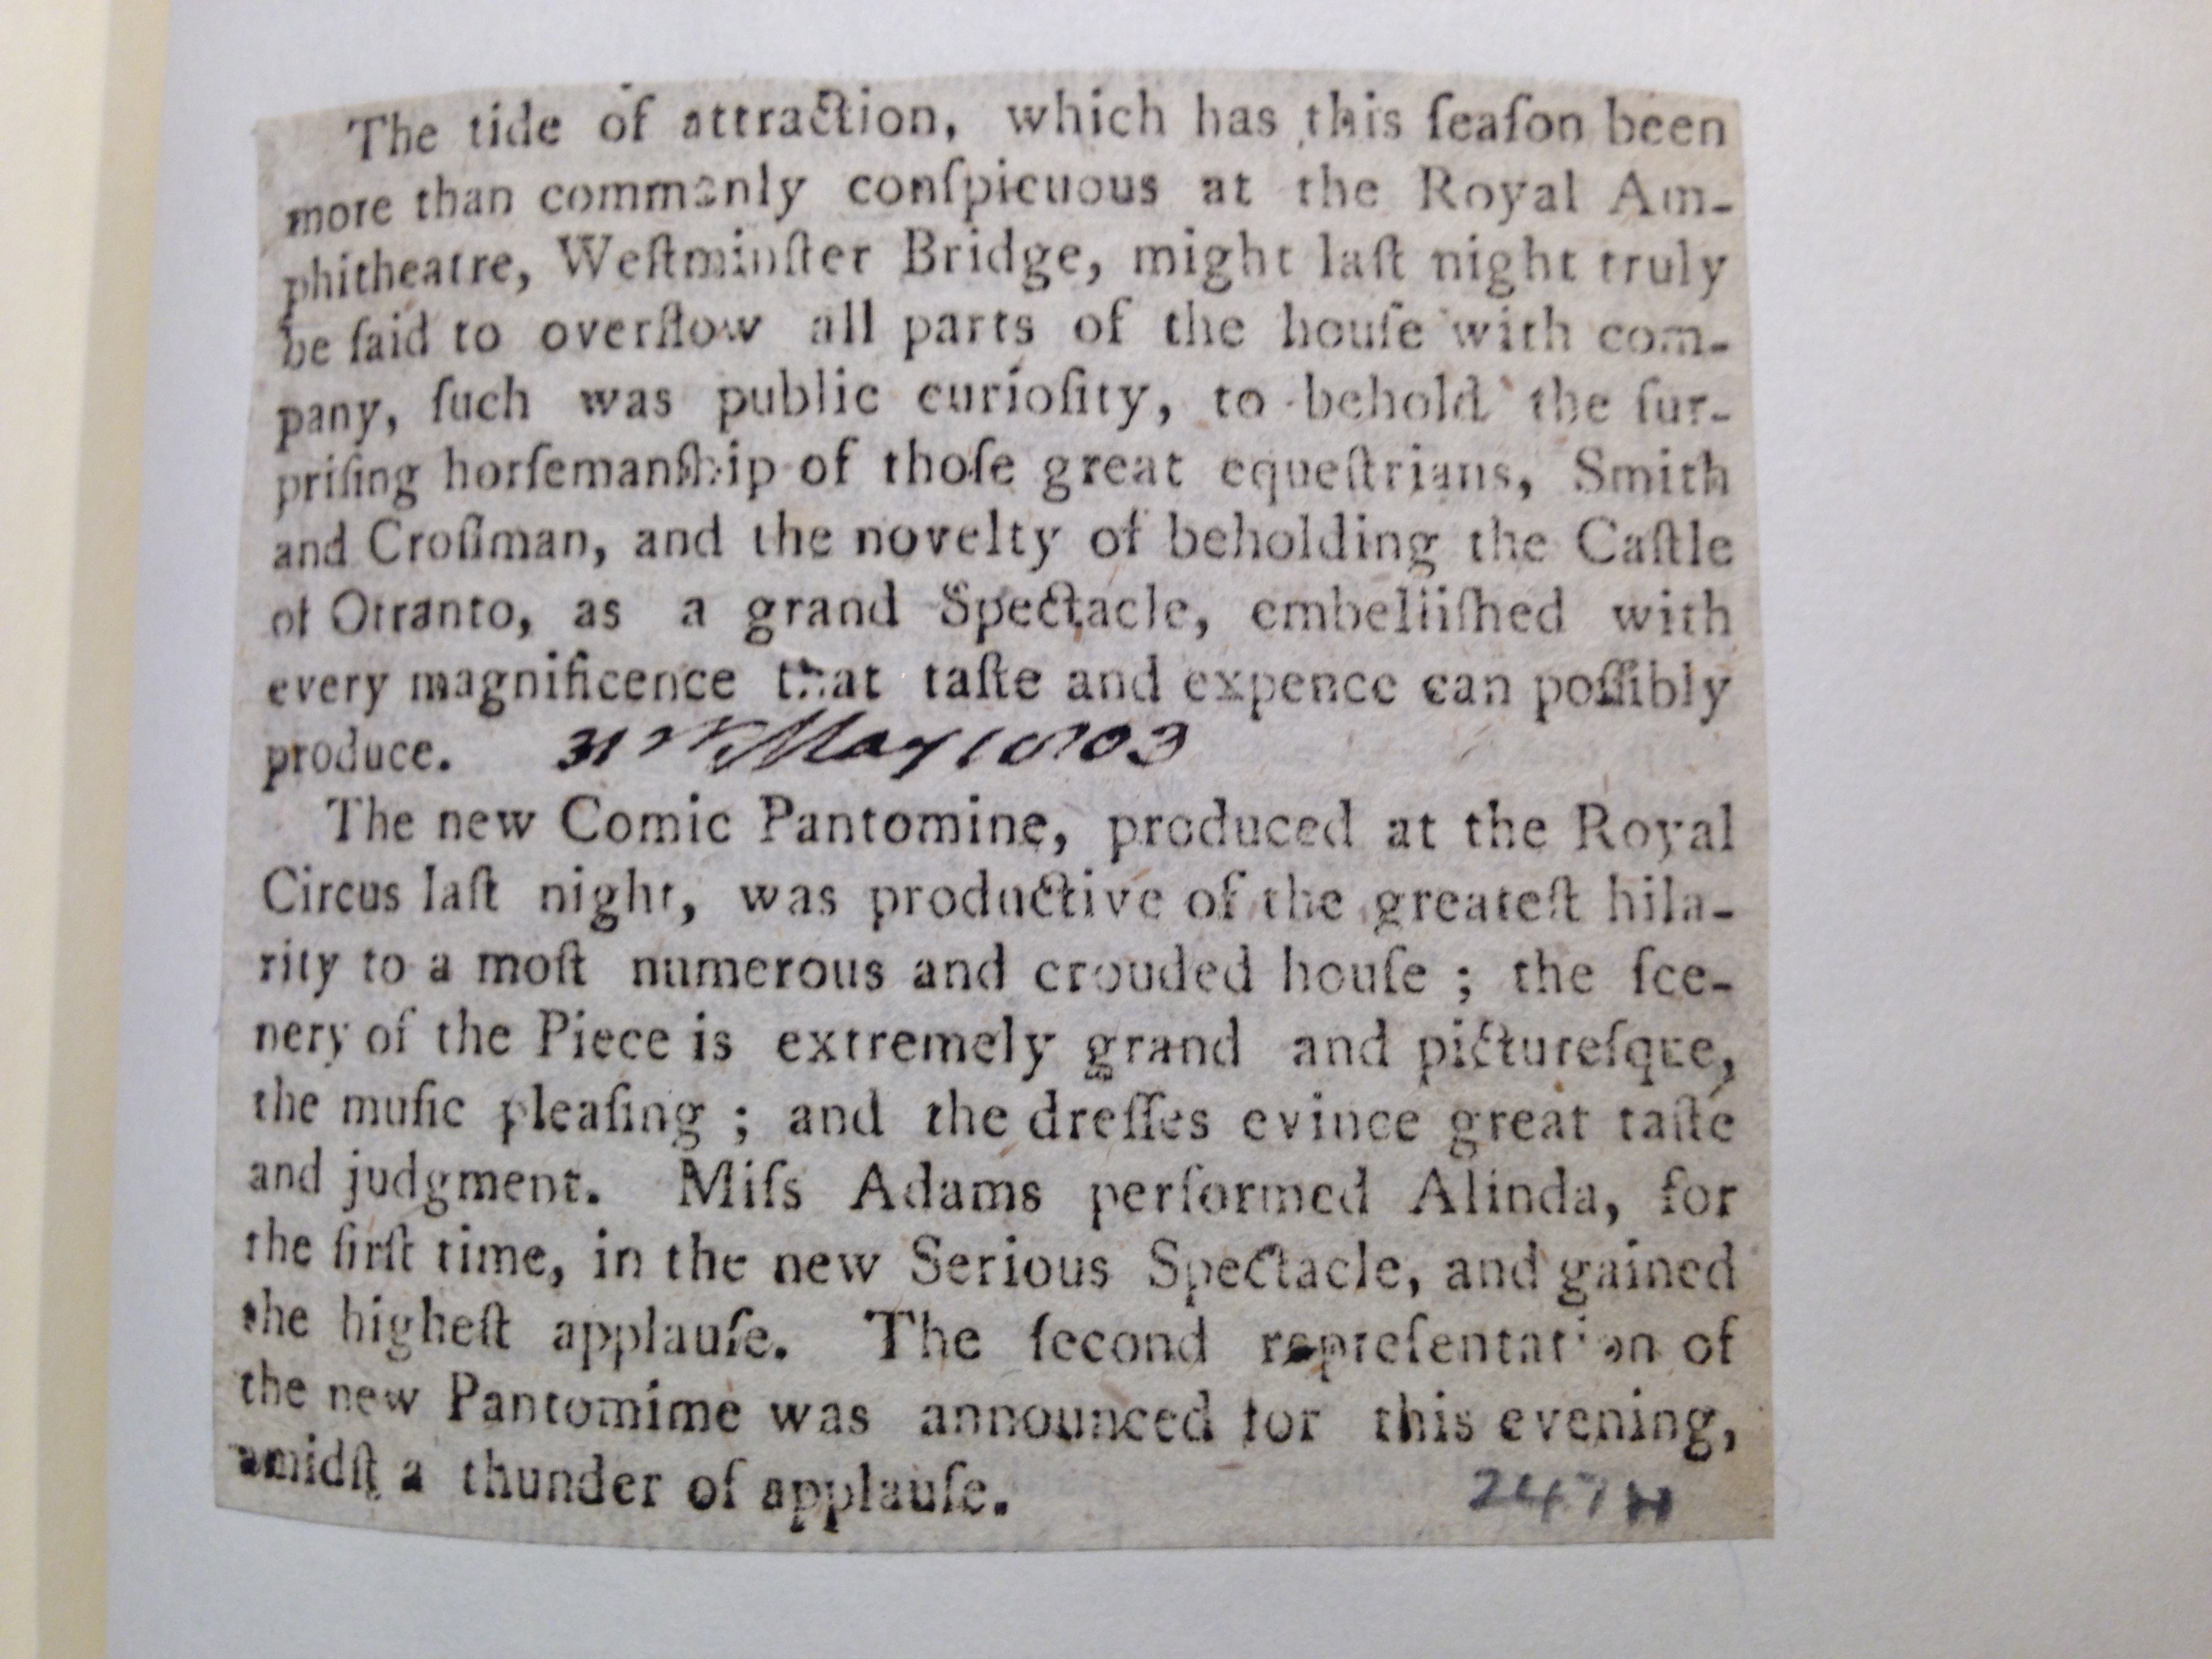 The tide of attraction, which has this ſeaſon been
more than commonly conſpicuous at the Royal Am-
phitheatre, Weſtminſter Bridge, might laſt night truly
be ſaid to overflow all parts of the houſe with com-
pany, ſuch was public curioſity, to behold the ſur-
priſing horſemanſhip of thoſe great equeſtrians, Smith
and Croſſman, and the novelty of beholding the Caſtle
of Otranto, as a grand Spectacle, embelliſhed with
every magnificence that taſte and expence can poſſibly
produce. 31 May 1803
The new Comic Pantomine, produced at the Royal
Circus laſt night, was productive of the greateſt hila-
rity to a moſt numerous and crouded houſe ; the ſce-
nery of the Piece is extremely grand and pictureſque,
the muſic pleaſing ; and the dreſſes evince great taſte
and judgment. Miſs Adams performed Alinda, for
the firſt time, in the new Serious Spectacle, and gained
the higheſt applauſe. The ſecond repreſentation of
the new Pantomime was announced for this evening,
amidſt a thunder of applauſe.
247H